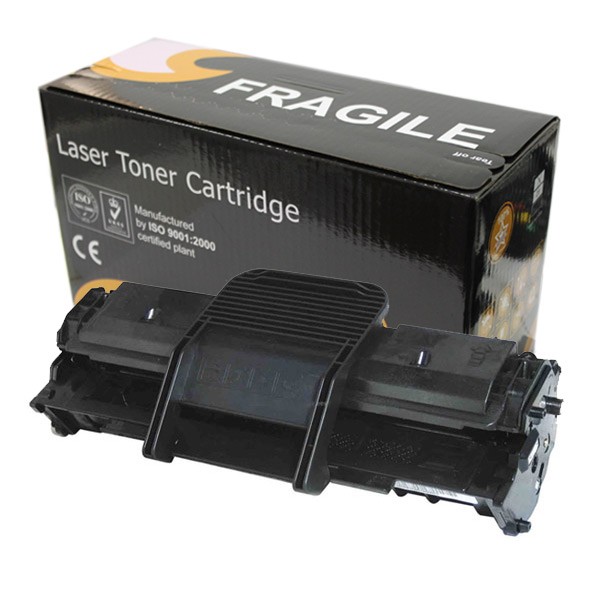 FRAGILE
Tear off
Laser Toner Cartridge
ISO
Manufactured
by ISO 9001:2000
certified plant
CE